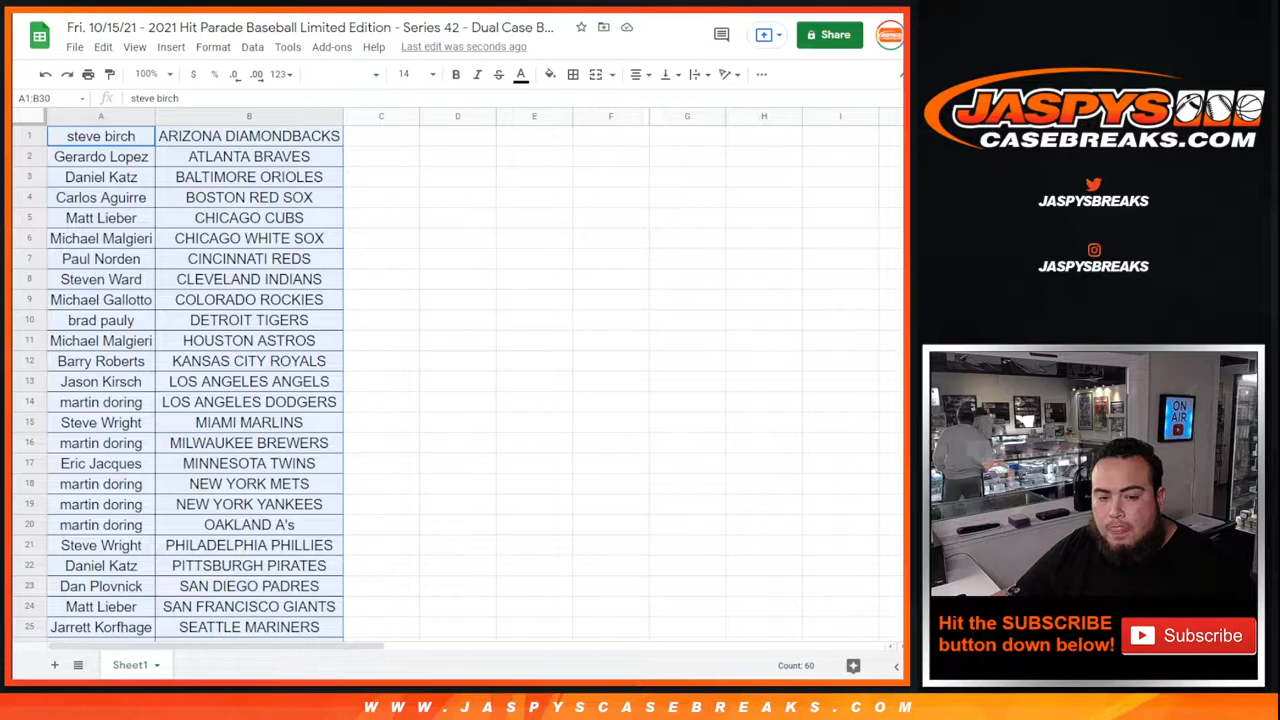 Fri. 10/15/21 - 2021 Hit Parade Baseball Limited Edition - Series 42 - Dual Case B...
File Edit View Insert Format Data Tools Add-ons Help Last edit was seconds ago
Share
100% $ % .0 .00 123 14 B I S A
A1:B30 fx steve birch
A B C D E F G H I
1 steve birch ARIZONA DIAMONDBACKS
2 Gerardo Lopez ATLANTA BRAVES
3 Daniel Katz BALTIMORE ORIOLES
4 Carlos Aguirre BOSTON RED SOX
5 Matt Lieber CHICAGO CUBS
6 Michael Malgieri CHICAGO WHITE SOX
7 Paul Norden CINCINNATI REDS
8 Steven Ward CLEVELAND INDIANS
9 Michael Gallotto COLORADO ROCKIES
10 brad pauly DETROIT TIGERS
11 Michael Malgieri HOUSTON ASTROS
12 Barry Roberts KANSAS CITY ROYALS
13 Jason Kirsch LOS ANGELES ANGELS
14 martin doring LOS ANGELES DODGERS
15 Steve Wright MIAMI MARLINS
16 martin doring MILWAUKEE BREWERS
17 Eric Jacques MINNESOTA TWINS
18 martin doring NEW YORK METS
19 martin doring NEW YORK YANKEES
20 martin doring OAKLAND A's
21 Steve Wright PHILADELPHIA PHILLIES
22 Daniel Katz PITTSBURGH PIRATES
23 Dan Plovnick SAN DIEGO PADRES
24 Matt Lieber SAN FRANCISCO GIANTS
25 Jarrett Korfhage SEATTLE MARINERS
Sheet1
Count: 60
JASPYS
CASEBREAKS.COM
JASPYSBREAKS
JASPYSBREAKS
ON
AIR
Hit the SUBSCRIBE
button down below!
Subscribe
WWW.JASPYSCASEBREAKS.COM